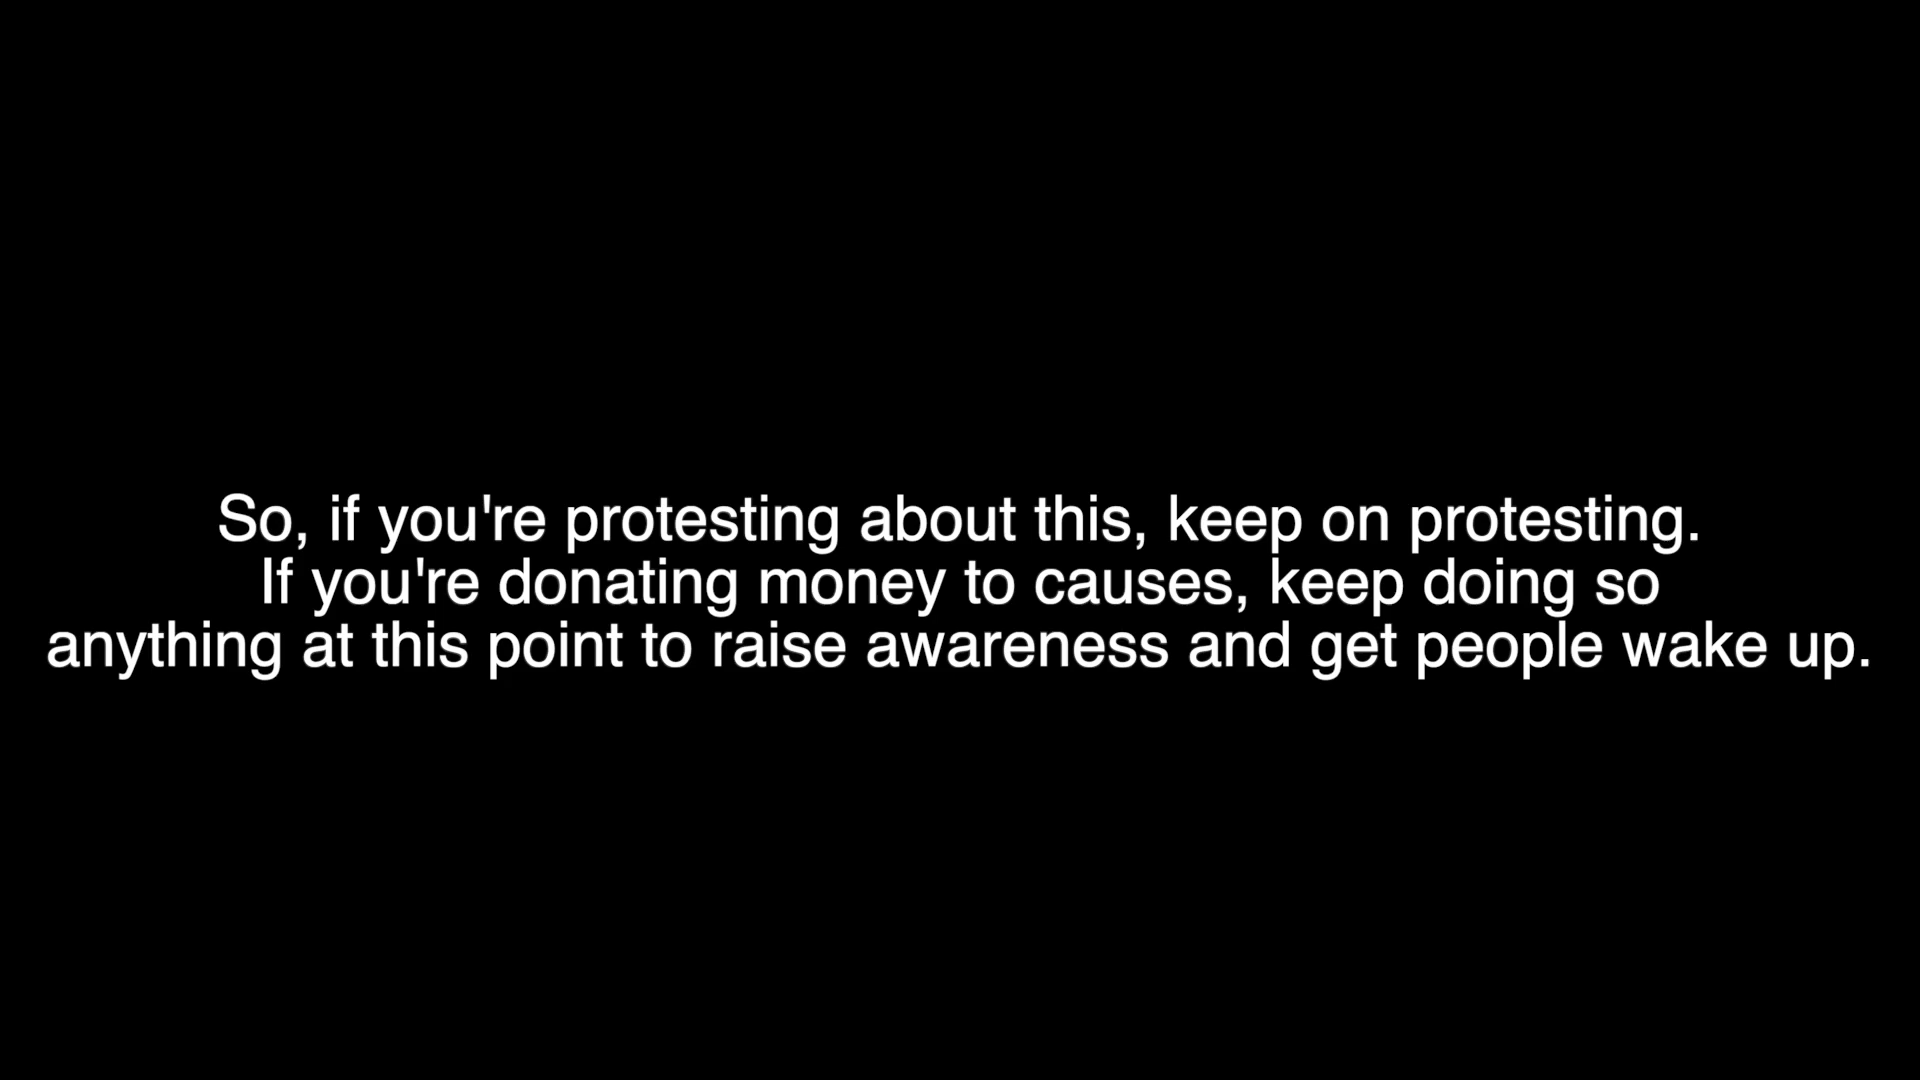 So, if you're protesting about this, keep on protesting.
If you're donating money to causes, keep doing so
anything at this point to raise awareness and get people wake up.